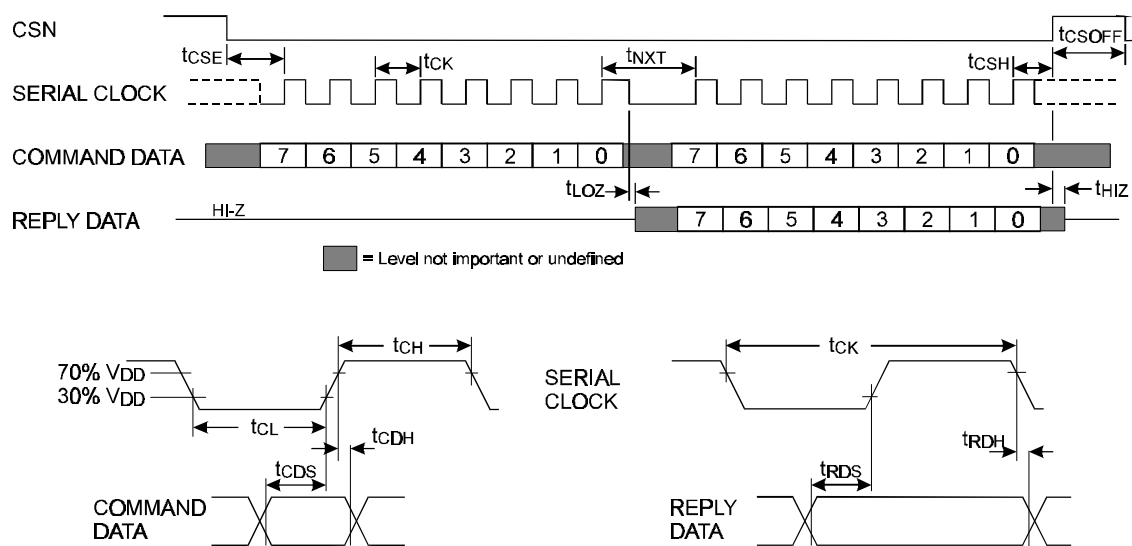 CSN
tCSE
tCK
tNXT
tCSH
tCSOFF
SERIAL CLOCK
COMMAND DATA
7 6 5 4 3 2 1 0 7 6 5 4 3 2 1 0
tLOZ
tHIZ
REPLY DATA
HI-Z
7 6 5 4 3 2 1 0
= Level not important or undefined
tCH
tCK
70% VDD
30% VDD
SERIAL
CLOCK
tCL
tCDH
tRDH
tCDS
tRDS
COMMAND
DATA
REPLY
DATA